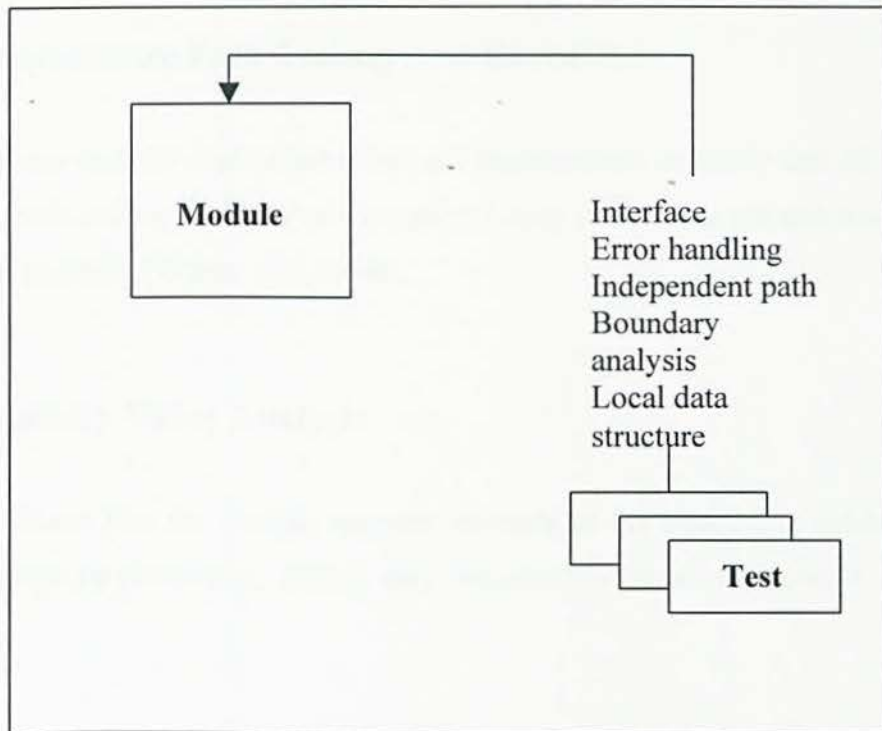 Module
Interface
Error handling
Independent path
Boundary
analysis
Local data
structure
Test